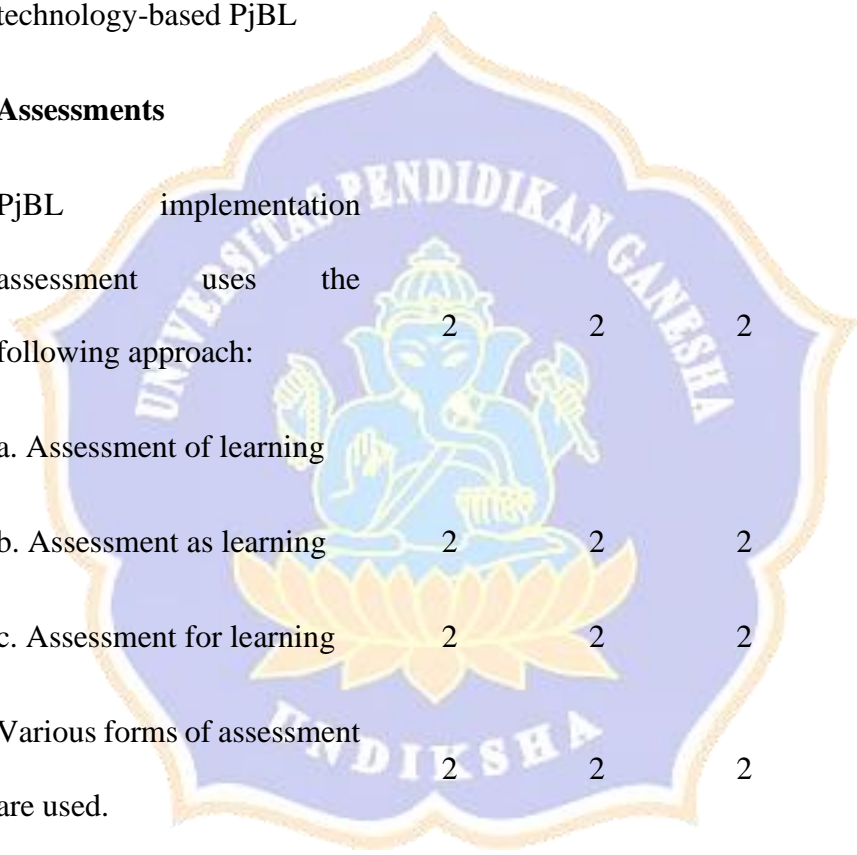 technology-based PjBL
Assessments
PjBL implementation
assessment uses the
following approach:
2 2 2
a. Assessment of learning
b. Assessment as learning 2 2 2
c. Assessment for learning 2 2 2
Various forms of assessment
are used.
2 2 2
UNIVERSITAS PENDIDIKAN GANESHA
UNDIKSHA